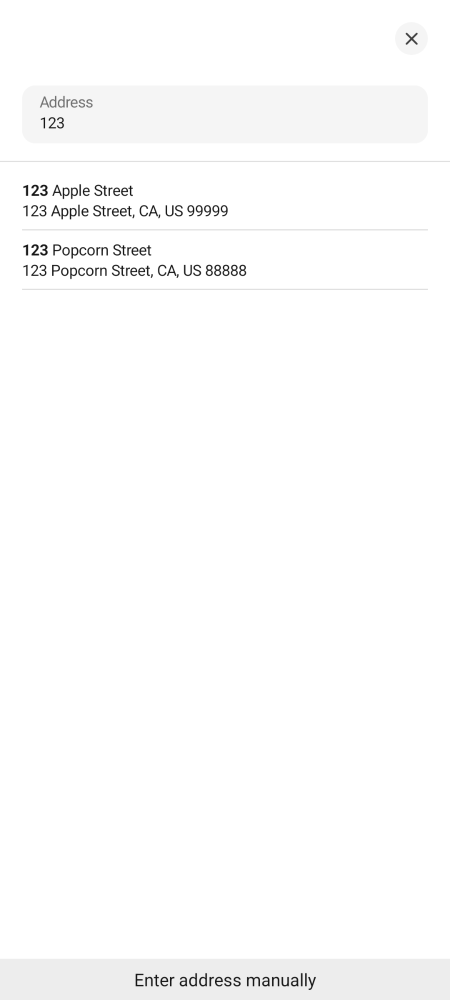 Address
123
123 Apple Street
123 Apple Street, CA, US 99999
123 Popcorn Street
123 Popcorn Street, CA, US 88888
Enter address manually